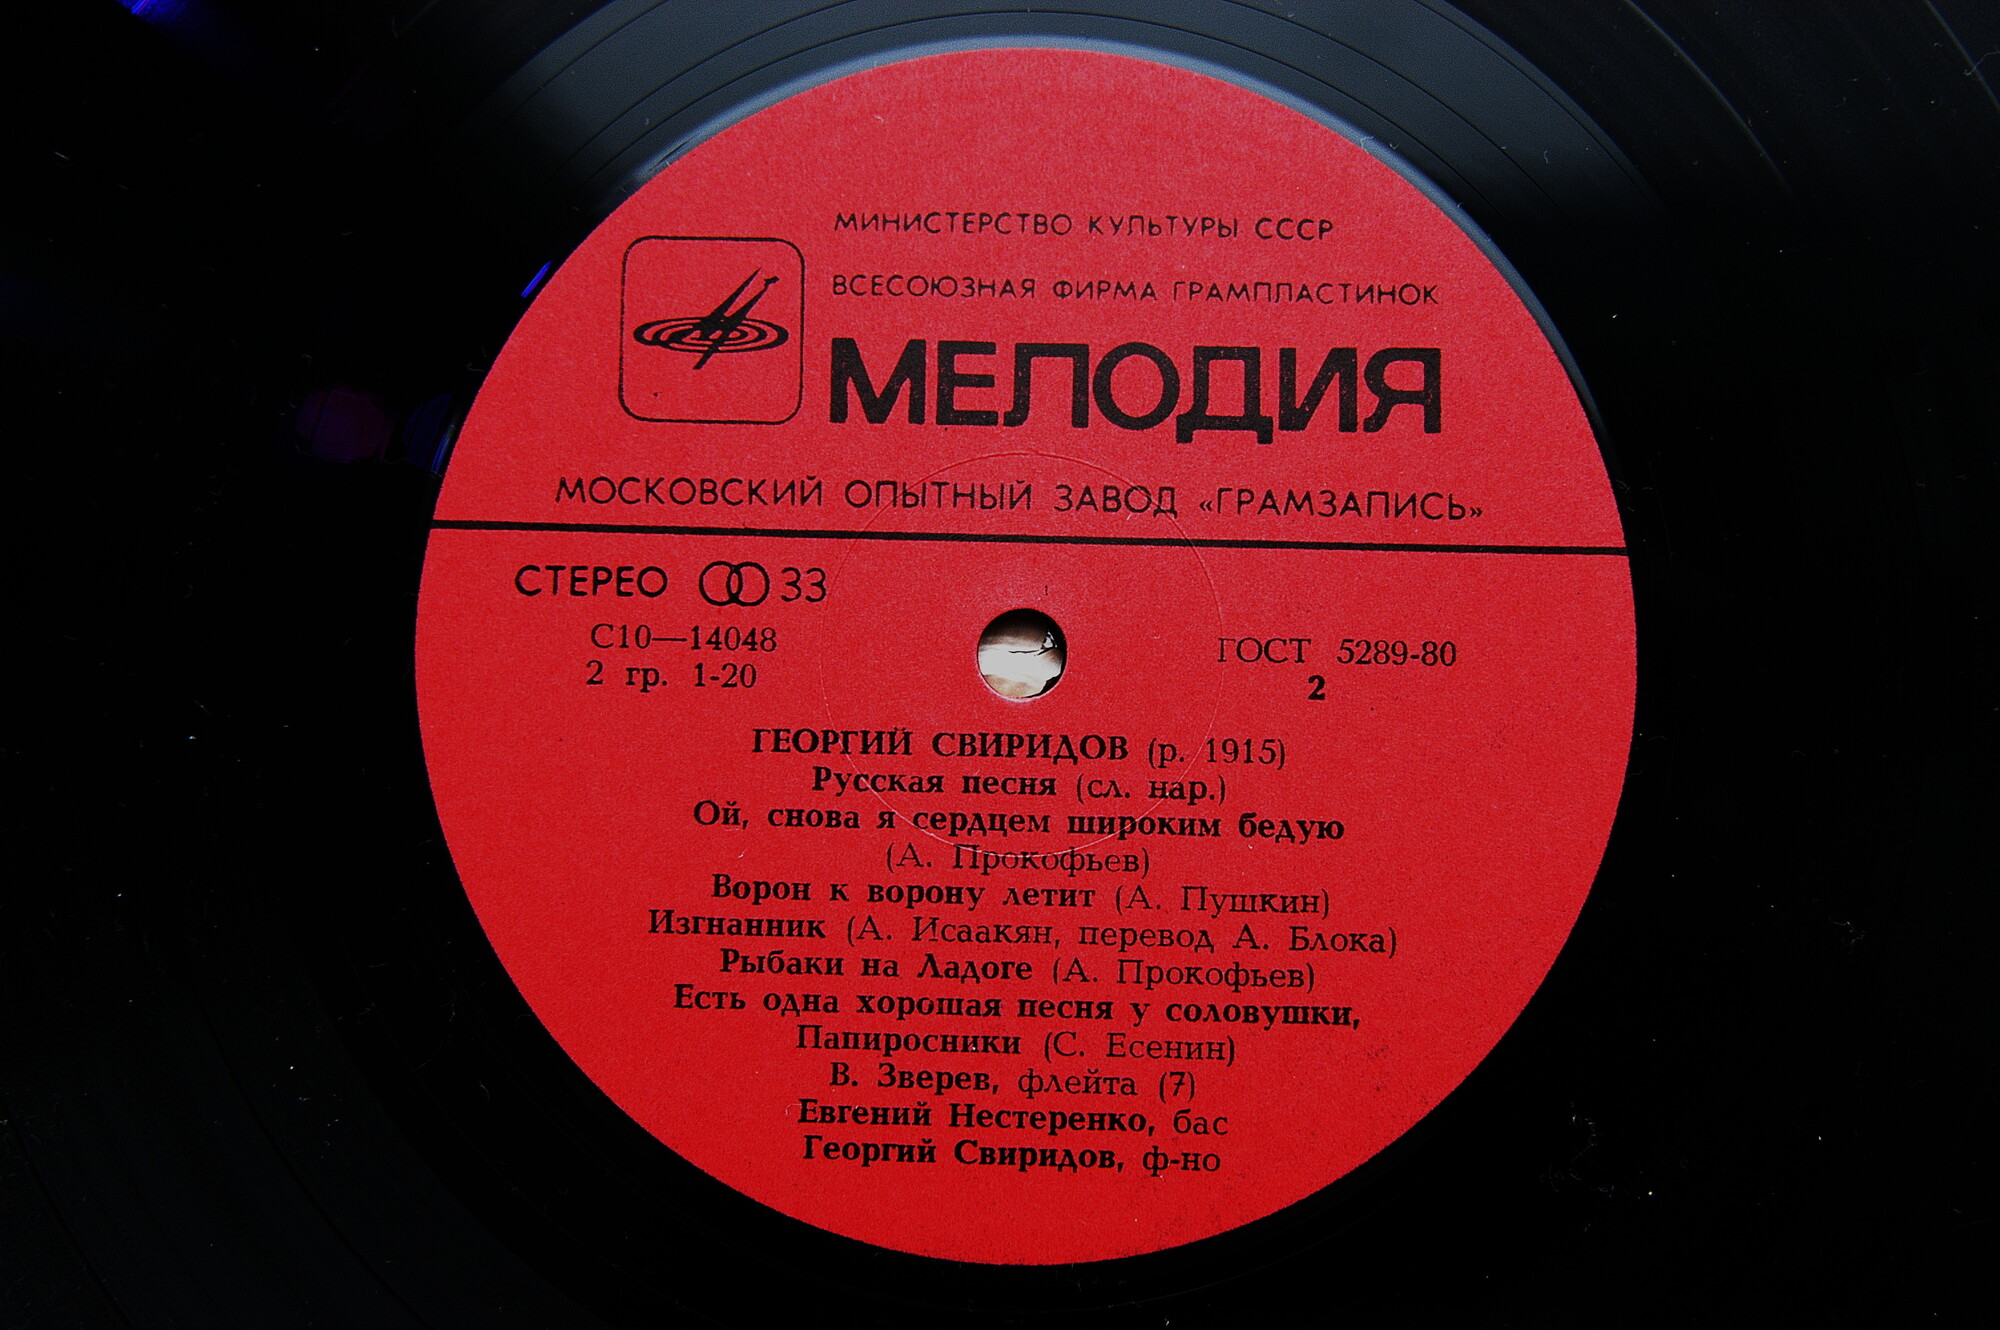 МИНИСТЕРСТВО КУЛЬТУРЫ СССР
ВСЕСОЮЗНАЯ ФИРМА ГРАМПЛАСТИНОК
МЕЛОДИЯ
МОСКОВСКИЙ ОПЫТНЫЙ ЗАВОД «ГРАМЗАПИСЬ»
СТЕРЕО 33
С10—14048
2 гр. 1-20
ГОСТ 5289-80
2
ГЕОРГИЙ СВИРИДОВ (р. 1915)
Русская песня (сл. нар.)
Ой, снова я сердцем широким бедую
(А. Прокофьев)
Ворон к ворону летит (А. Пушкин)
Изгнанник (А. Исаакян, перевод А. Блока)
Рыбаки на Ладоге (А. Прокофьев)
Есть одна хорошая песня у соловушки,
Папиросники (С. Есенин)
В. Зверев, флейта (7)
Евгений Нестеренко, бас
Георгий Свиридов, ф-но